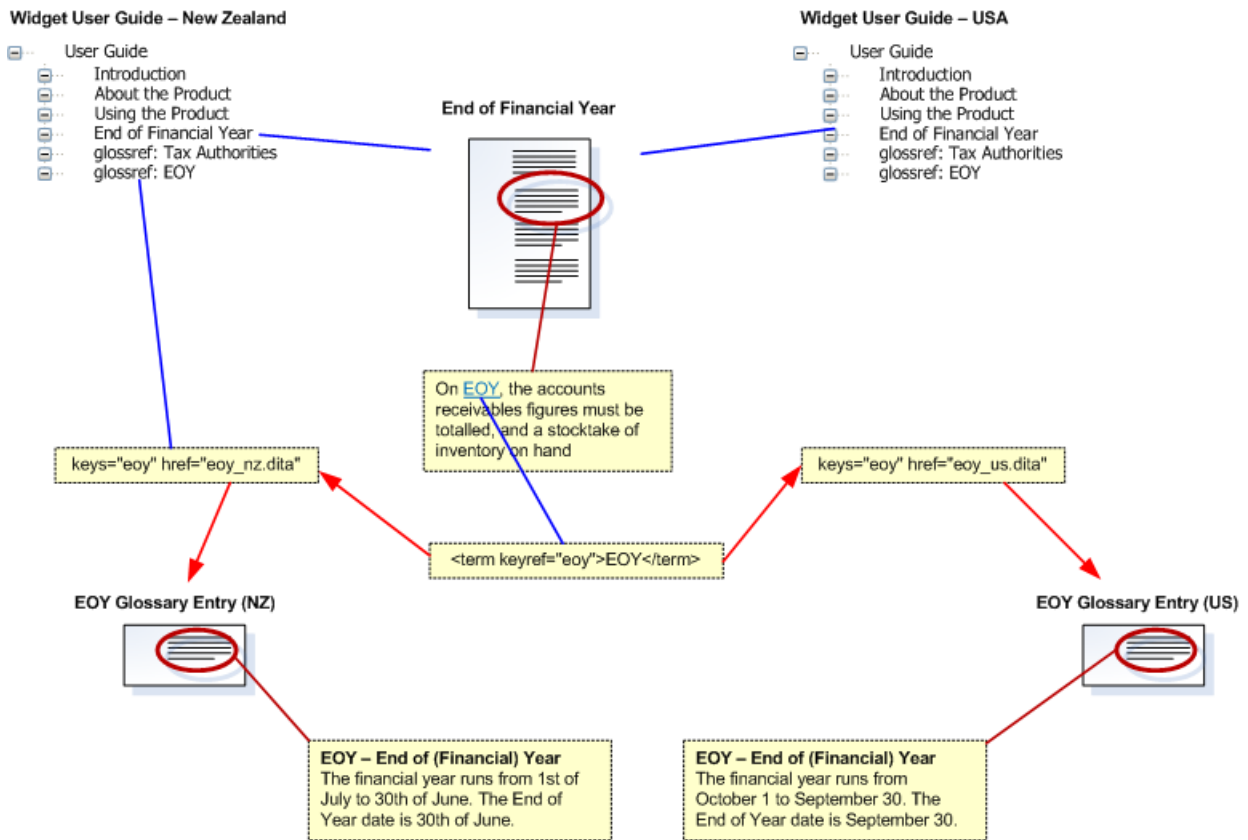 Widget User Guide – New Zealand
User Guide
Introduction
About the Product
Using the Product
End of Financial Year
glossref: Tax Authorities
glossref: EOY
Widget User Guide – USA
User Guide
Introduction
About the Product
Using the Product
End of Financial Year
glossref: Tax Authorities
glossref: EOY
End of Financial Year
On EOY, the accounts
receivables figures must be
totalled, and a stocktake of
inventory on hand
keys="eoy" href="eoy_nz.dita"
keys="eoy" href="eoy_us.dita"
<term keyref="eoy">EOY</term>
EOY Glossary Entry (NZ)
EOY Glossary Entry (US)
EOY – End of (Financial) Year
The financial year runs from 1st of
July to 30th of June. The End of
Year date is 30th of June.
EOY – End of (Financial) Year
The financial year runs from
October 1 to September 30. The
End of Year date is September 30.